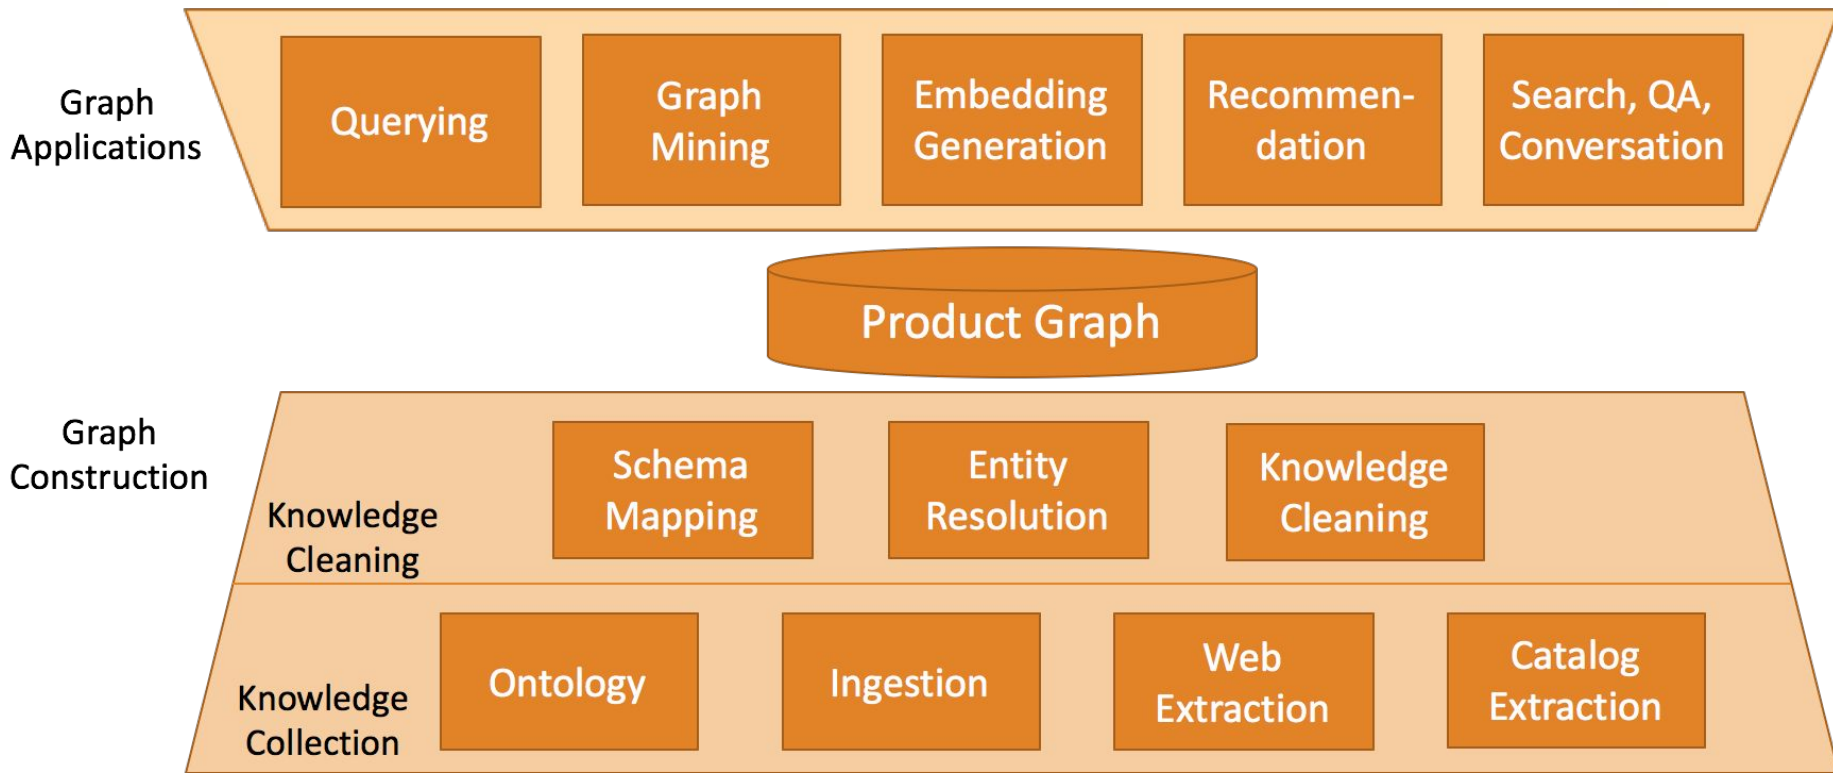 Graph
Applications
Querying
Graph
Mining
Embedding
Generation
Recommen-
dation
Search, QA,
Conversation
Product Graph
Graph
Construction
Knowledge
Cleaning
Schema
Mapping
Entity
Resolution
Knowledge
Cleaning
Knowledge
Collection
Ontology
Ingestion
Web
Extraction
Catalog
Extraction